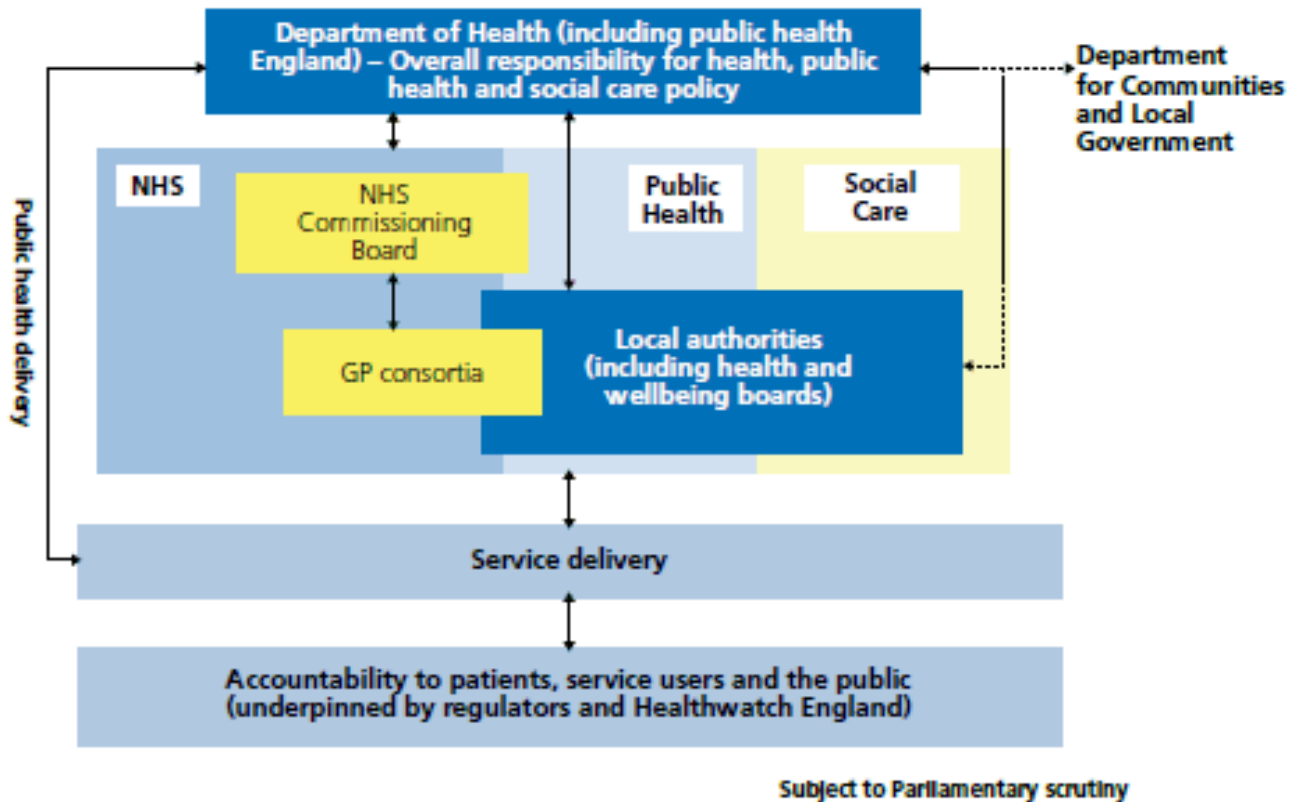 Department of Health (including public health
England) – Overall responsibility for health, public
health and social care policy
Department
for Communities
and Local
Government
Public health delivery
NHS
NHS
Commissioning
Board
Public
Health
Social
Care
GP consortia
Local authorities
(including health and
wellbeing boards)
Service delivery
Accountability to patients, service users and the public
(underpinned by regulators and Healthwatch England)
Subject to Parliamentary scrutiny